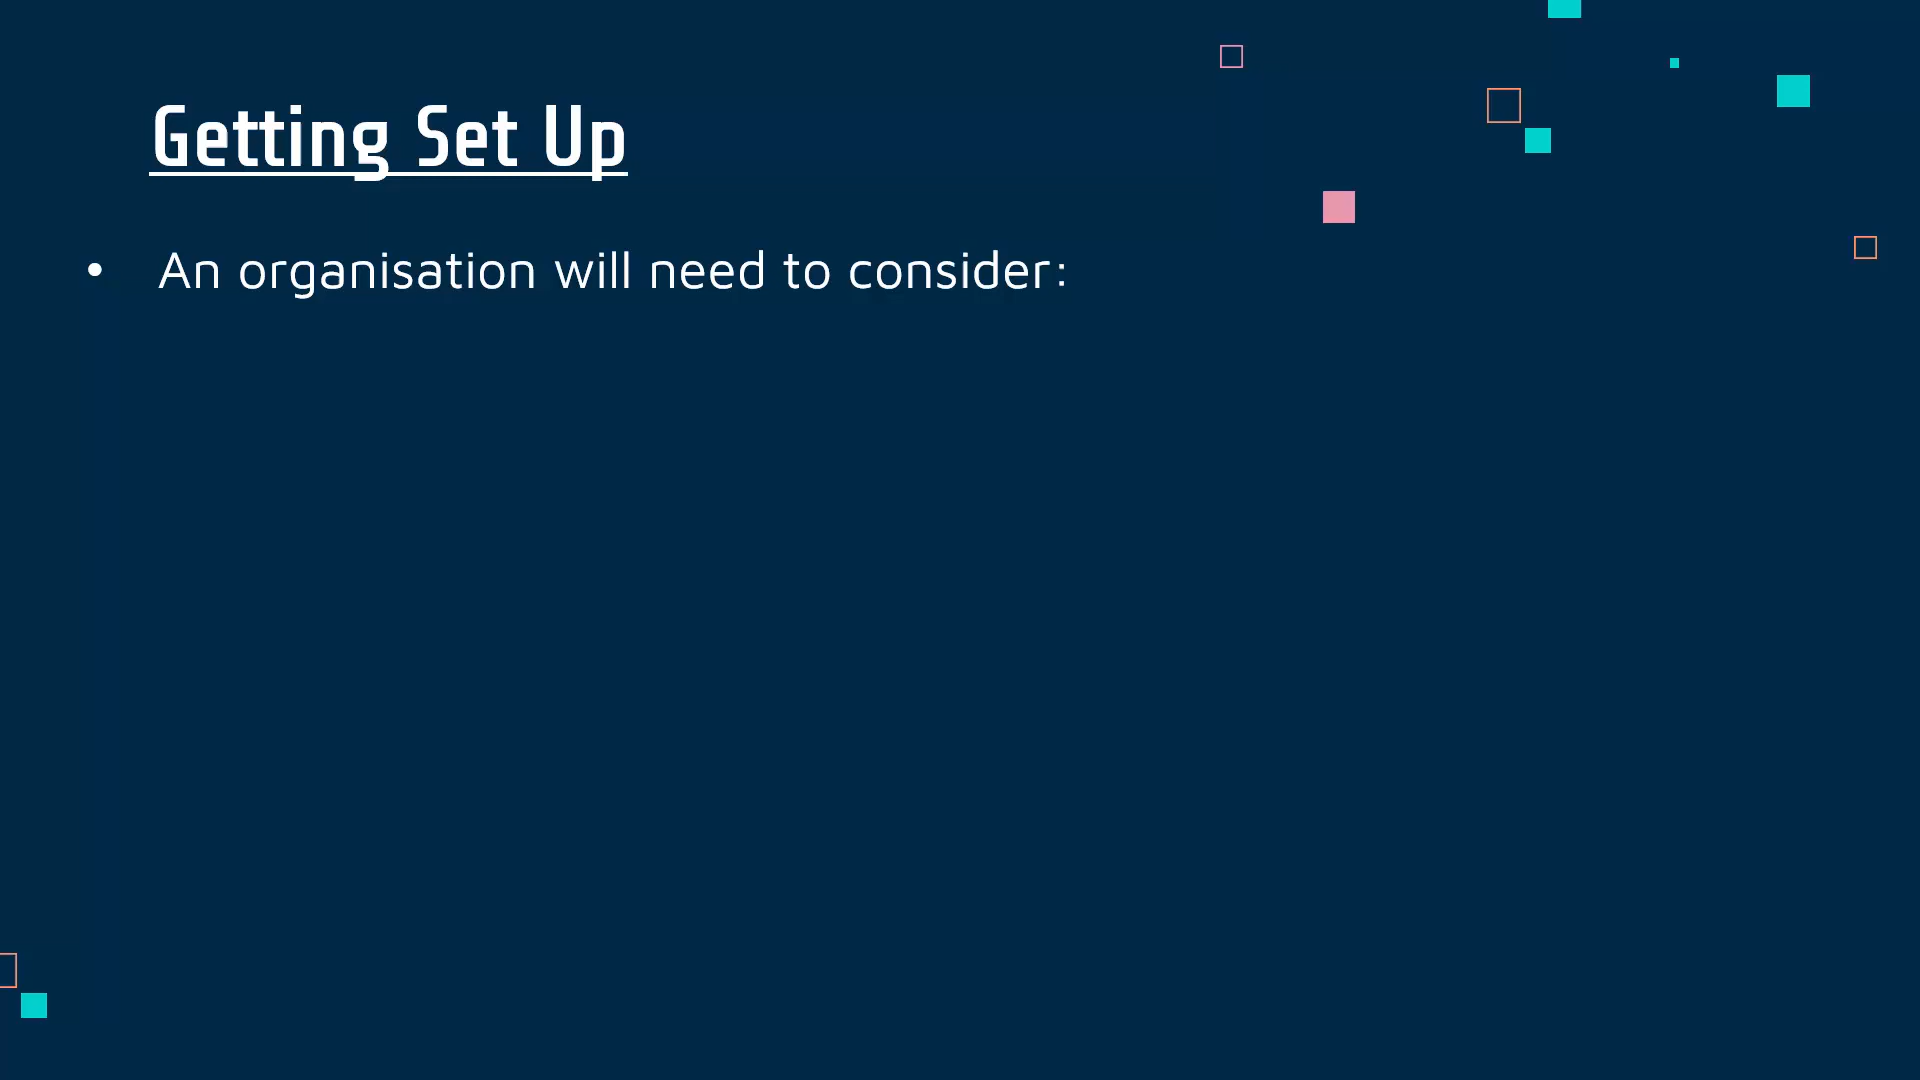 Getting Set Up
• An organisation will need to consider: